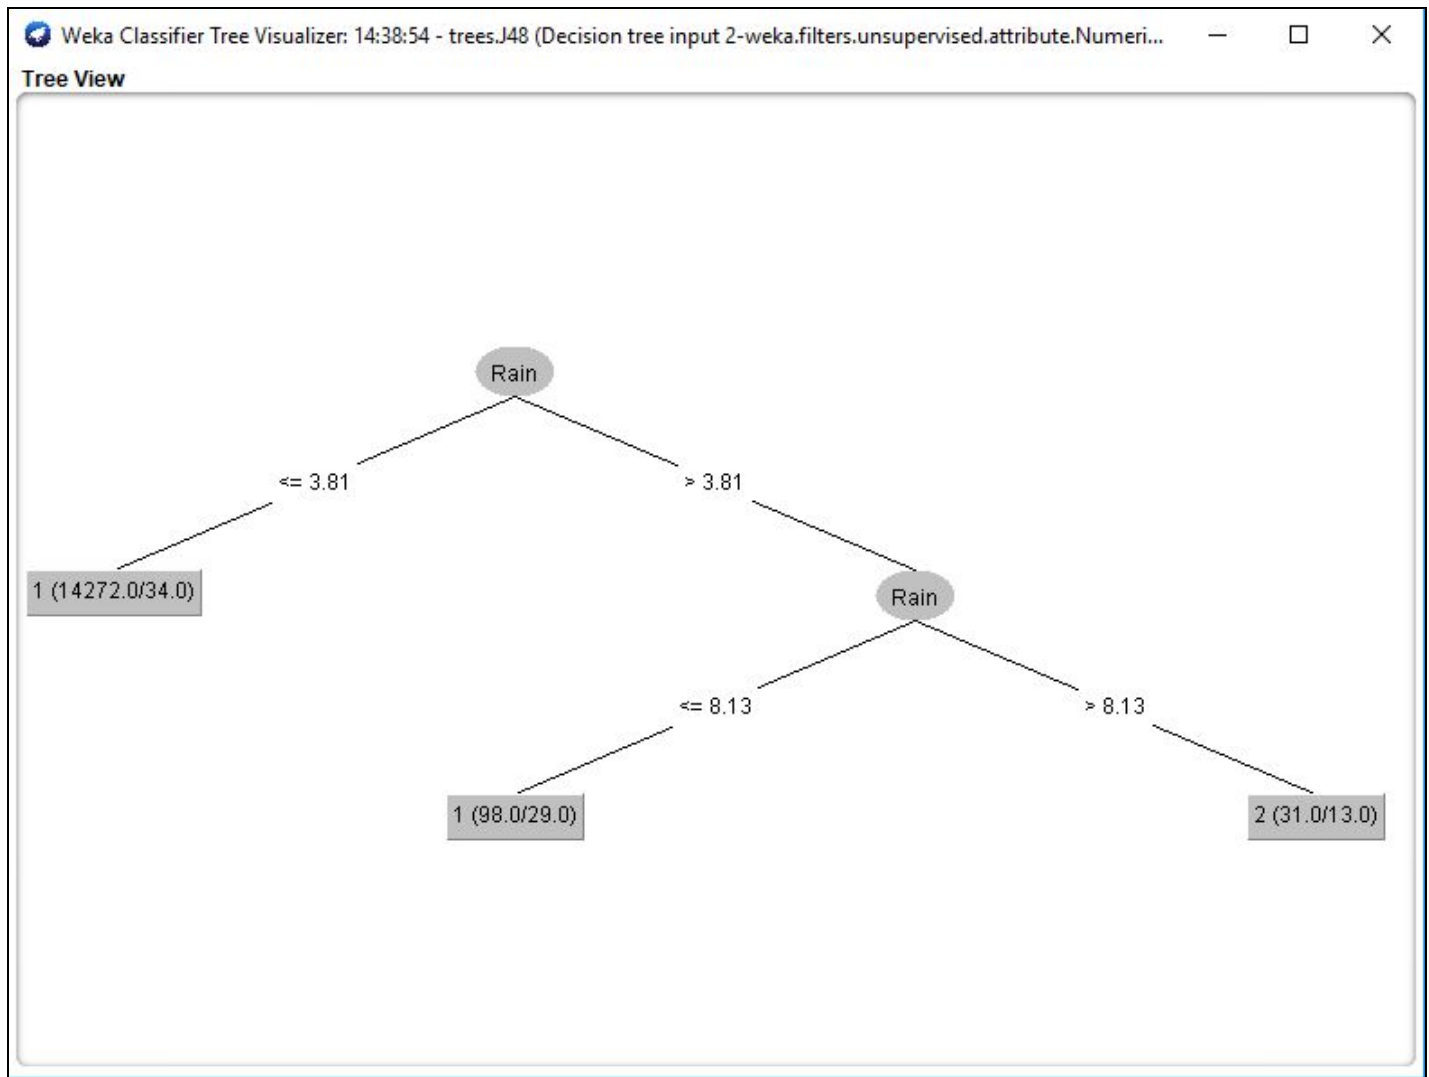 Weka Classifier Tree Visualizer: 14:38:54 - trees.J48 (Decision tree input 2-weka.filters.unsupervised.attribute.Numeri...
Tree View
Rain
<= 3.81
> 3.81
1 (14272.0/34.0)
Rain
<= 8.13
> 8.13
1 (98.0/29.0)
2 (31.0/13.0)